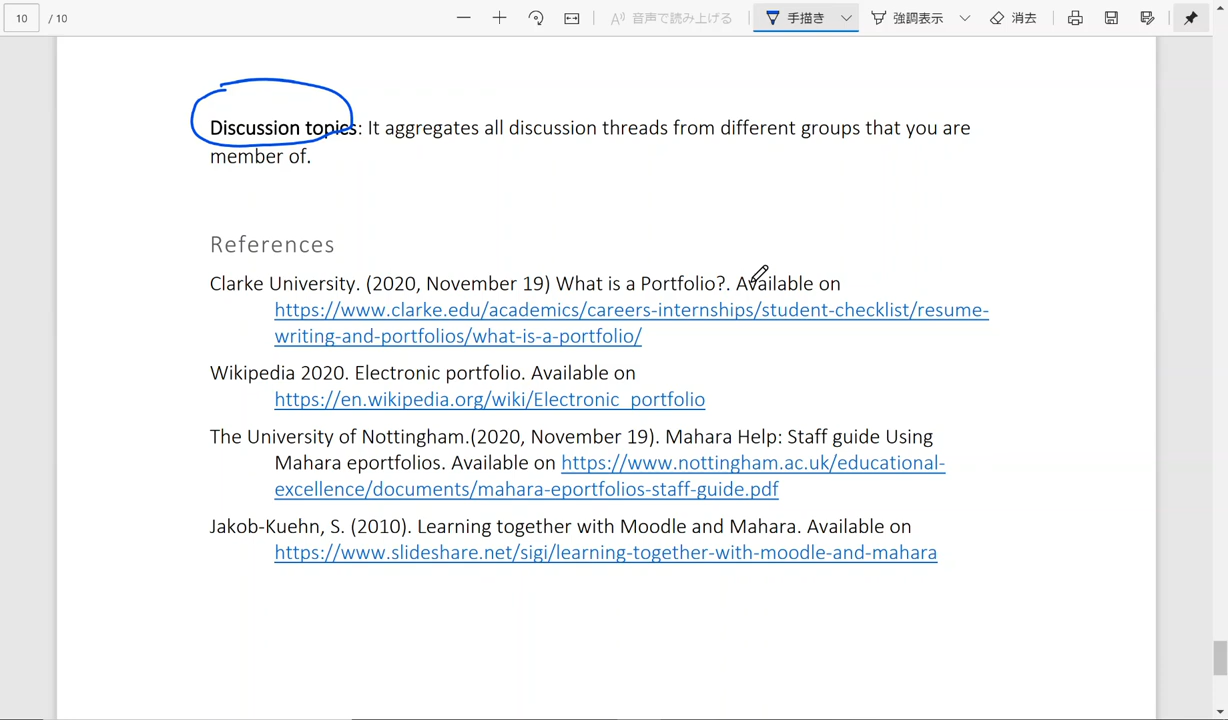 10 / 10 音声で読み上げる 手描き 強調表示 消去
Discussion topics: It aggregates all discussion threads from different groups that you are
member of.
References
Clarke University. (2020, November 19) What is a Portfolio?. Available on
https://www.clarke.edu/academics/careers-internships/student-checklist/resume-
writing-and-portfolios/what-is-a-portfolio/
Wikipedia 2020. Electronic portfolio. Available on
https://en.wikipedia.org/wiki/Electronic_portfolio
The University of Nottingham.(2020, November 19). Mahara Help: Staff guide Using
Mahara eportfolios. Available on https://www.nottingham.ac.uk/educational-
excellence/documents/mahara-eportfolios-staff-guide.pdf
Jakob-Kuehn, S. (2010). Learning together with Moodle and Mahara. Available on
https://www.slideshare.net/sigi/learning-together-with-moodle-and-mahara